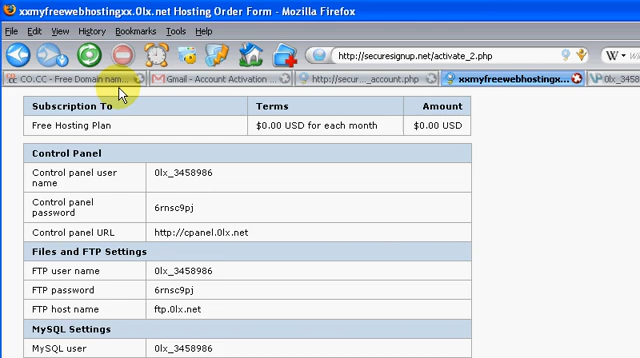 xxmyfreewebhostingxx.0lx.net Hosting Order Form - Mozilla Firefox
File Edit View History Bookmarks Tools Help
http://securesignup.net/activate_2.php
CO.CC - Free Domain nam... Gmail - Account Activation http://secur..._account.php xxmyfreewebhostingx... 0lx_3458
Subscription To Terms Amount
Free Hosting Plan $0.00 USD for each month $0.00 USD
Control Panel
Control panel user name 0lx_3458986
Control panel password 6rnsc9pj
Control panel URL http://cpanel.0lx.net
Files and FTP Settings
FTP user name 0lx_3458986
FTP password 6rnsc9pj
FTP host name ftp.0lx.net
MySQL Settings
MySQL user 0lx_3458986